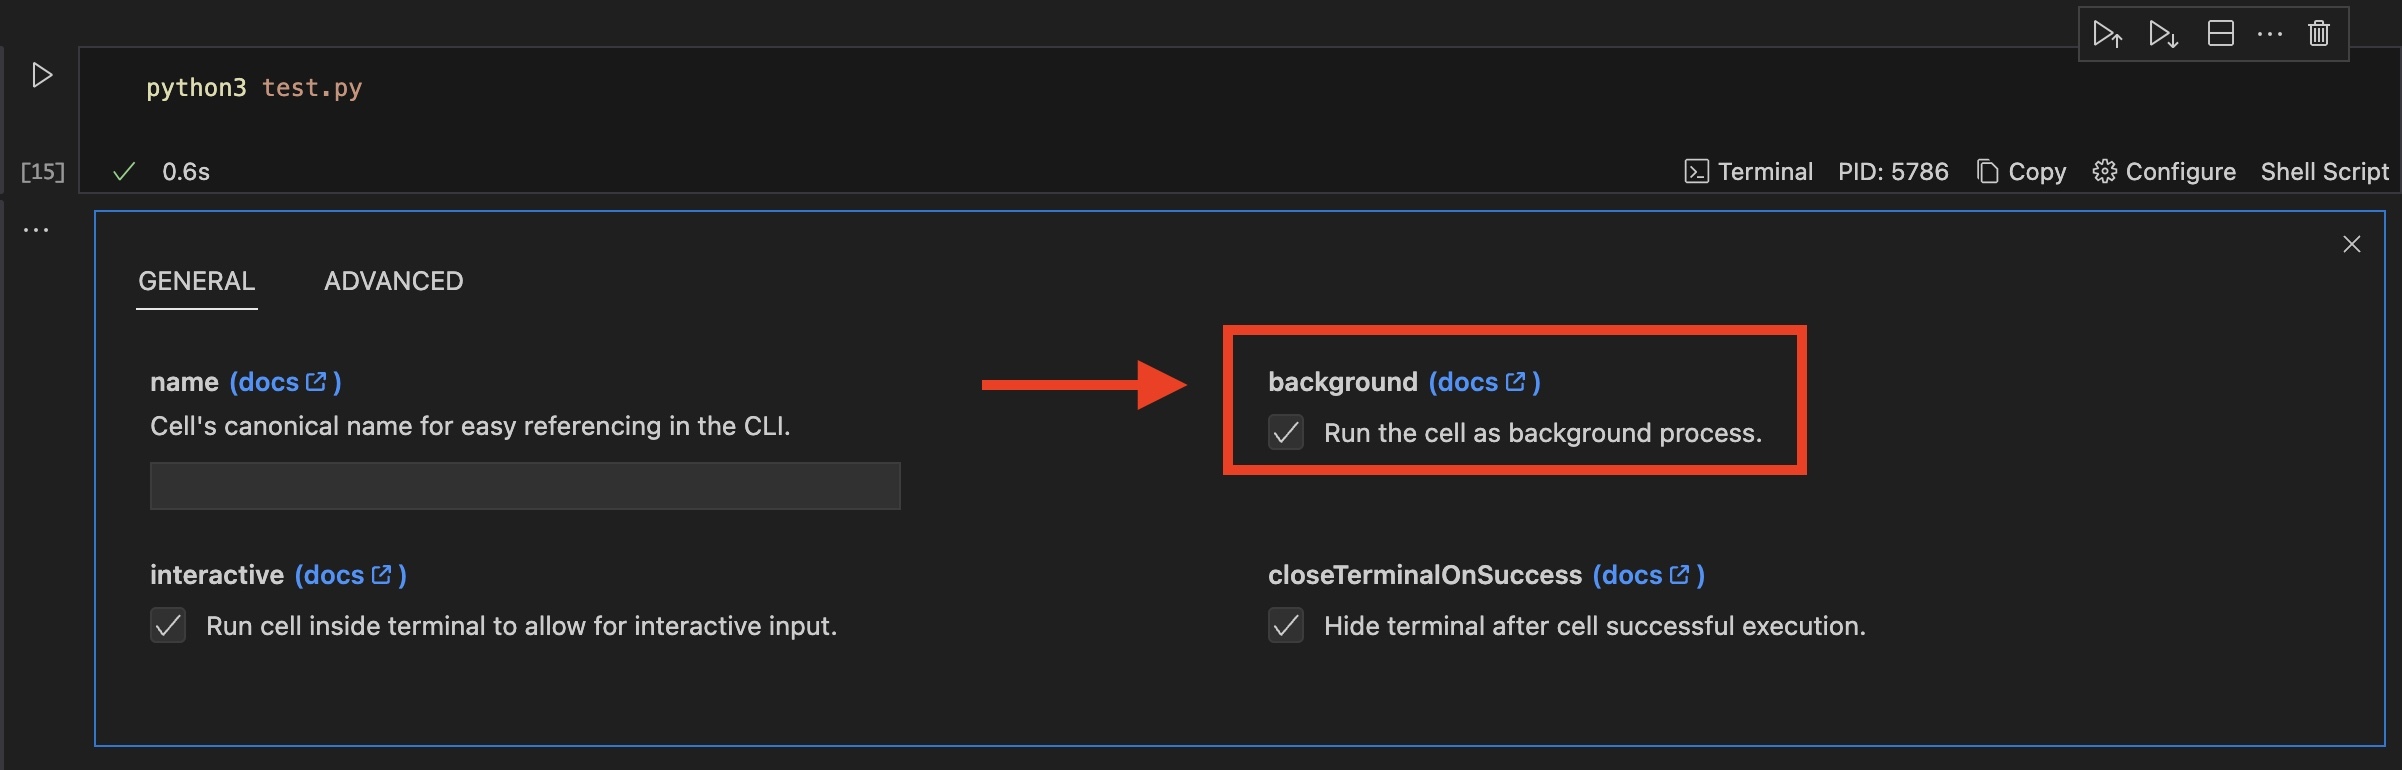 python3 test.py
[15] 0.6s Terminal PID: 5786 Copy Configure Shell Script
GENERAL ADVANCED
name (docs)
Cell's canonical name for easy referencing in the CLI.
background (docs)
Run the cell as background process.
interactive (docs)
Run cell inside terminal to allow for interactive input.
closeTerminalOnSuccess (docs)
Hide terminal after cell successful execution.